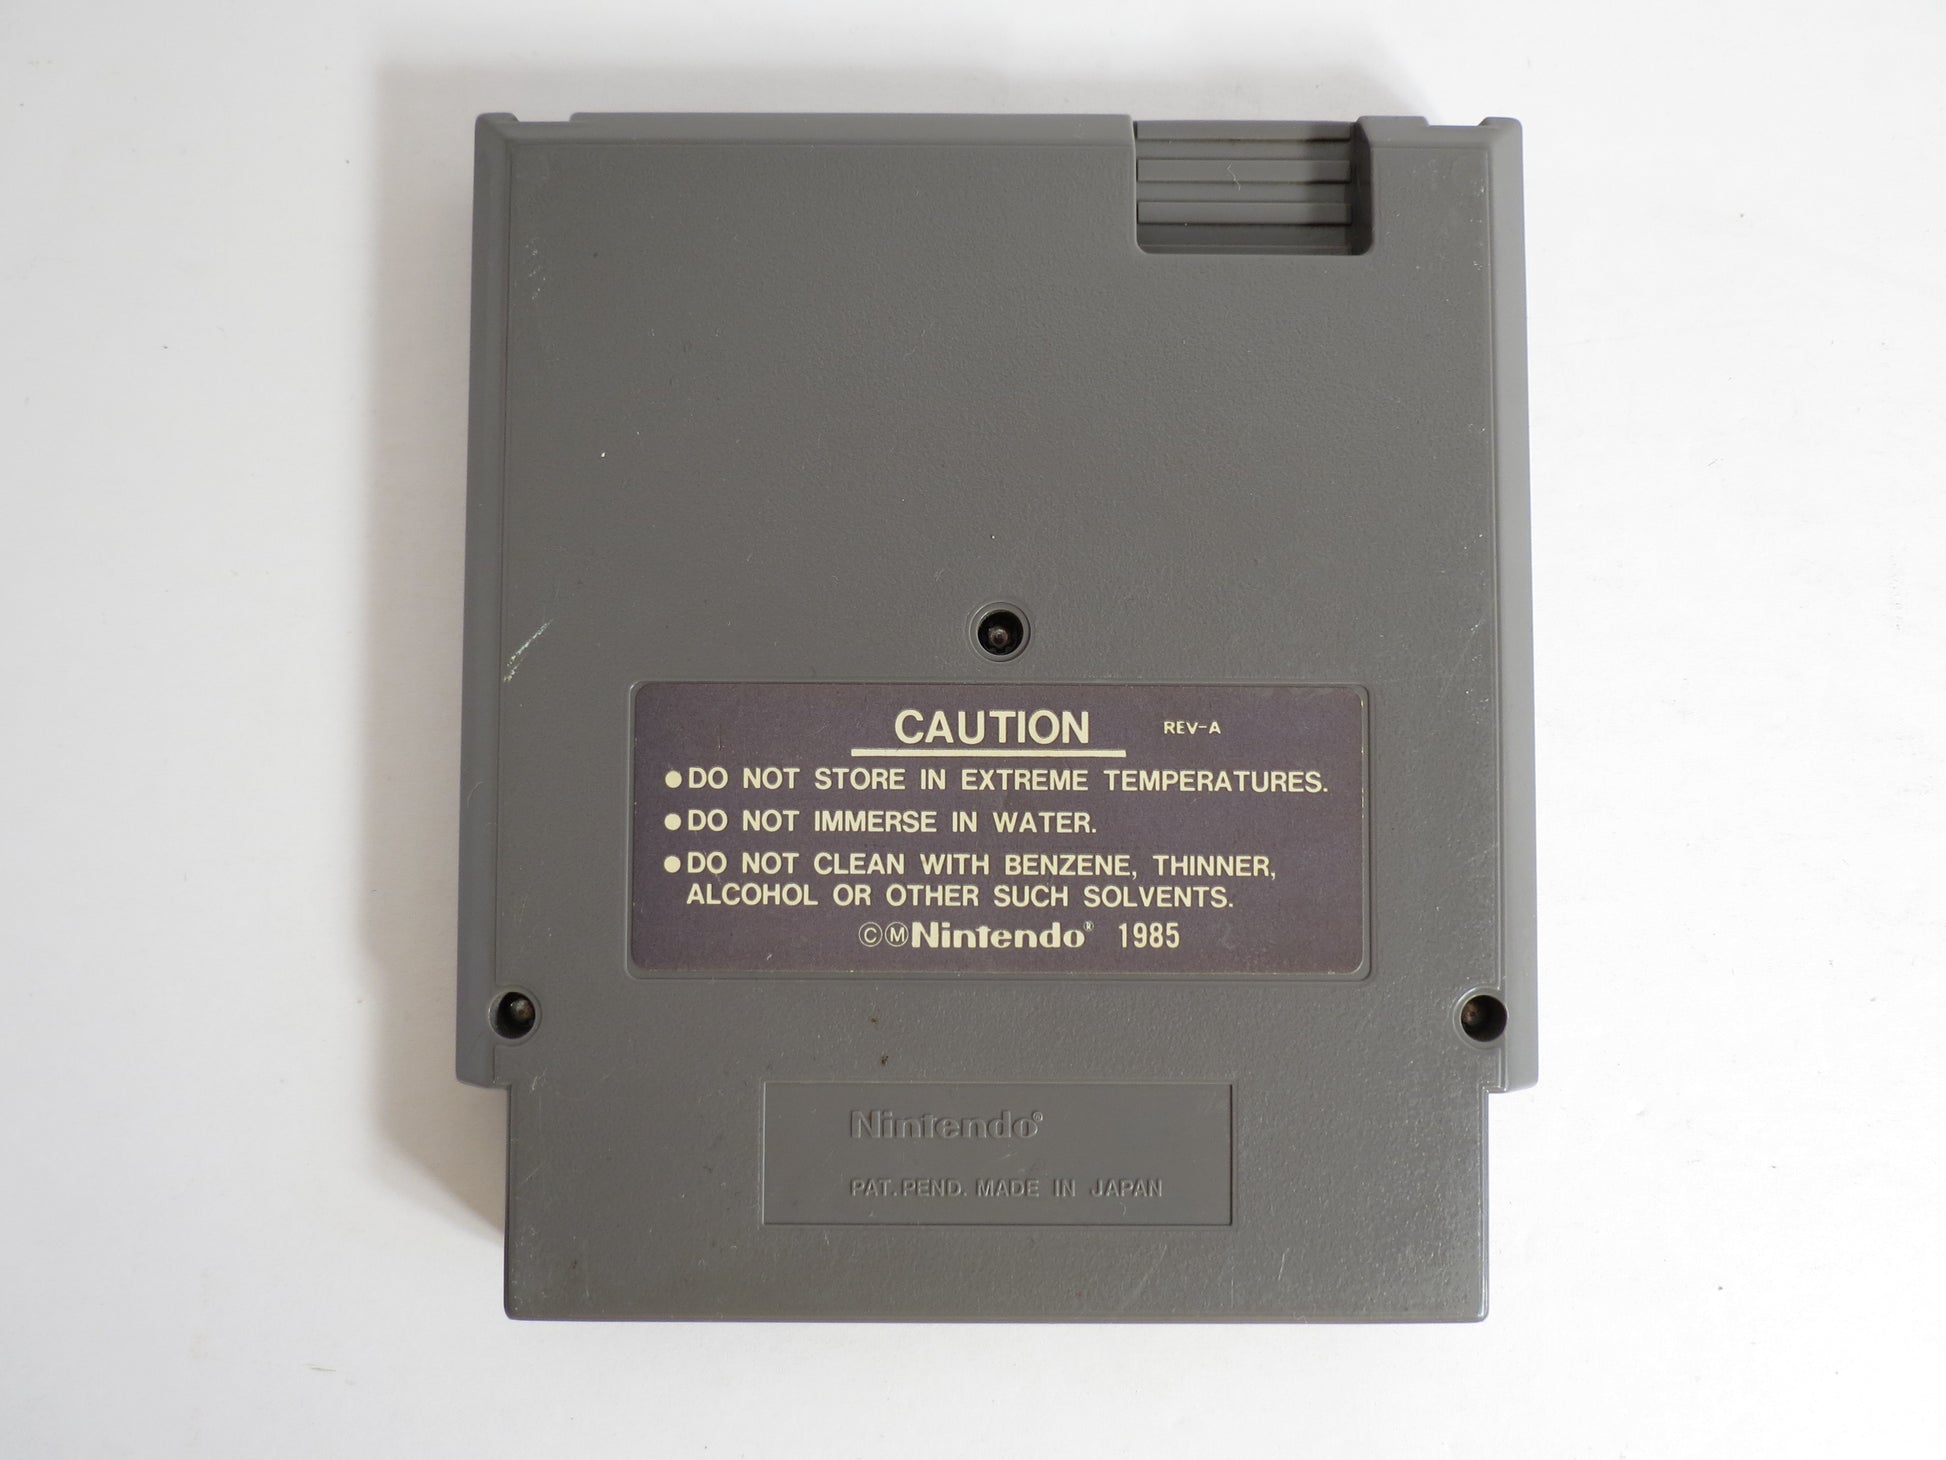 CAUTION REV-A
●DO NOT STORE IN EXTREME TEMPERATURES.
●DO NOT IMMERSE IN WATER.
●DO NOT CLEAN WITH BENZENE, THINNER,
ALCOHOL OR OTHER SUCH SOLVENTS.
ⒸⓂNintendo® 1985
Nintendo®
PAT.PEND. MADE IN JAPAN